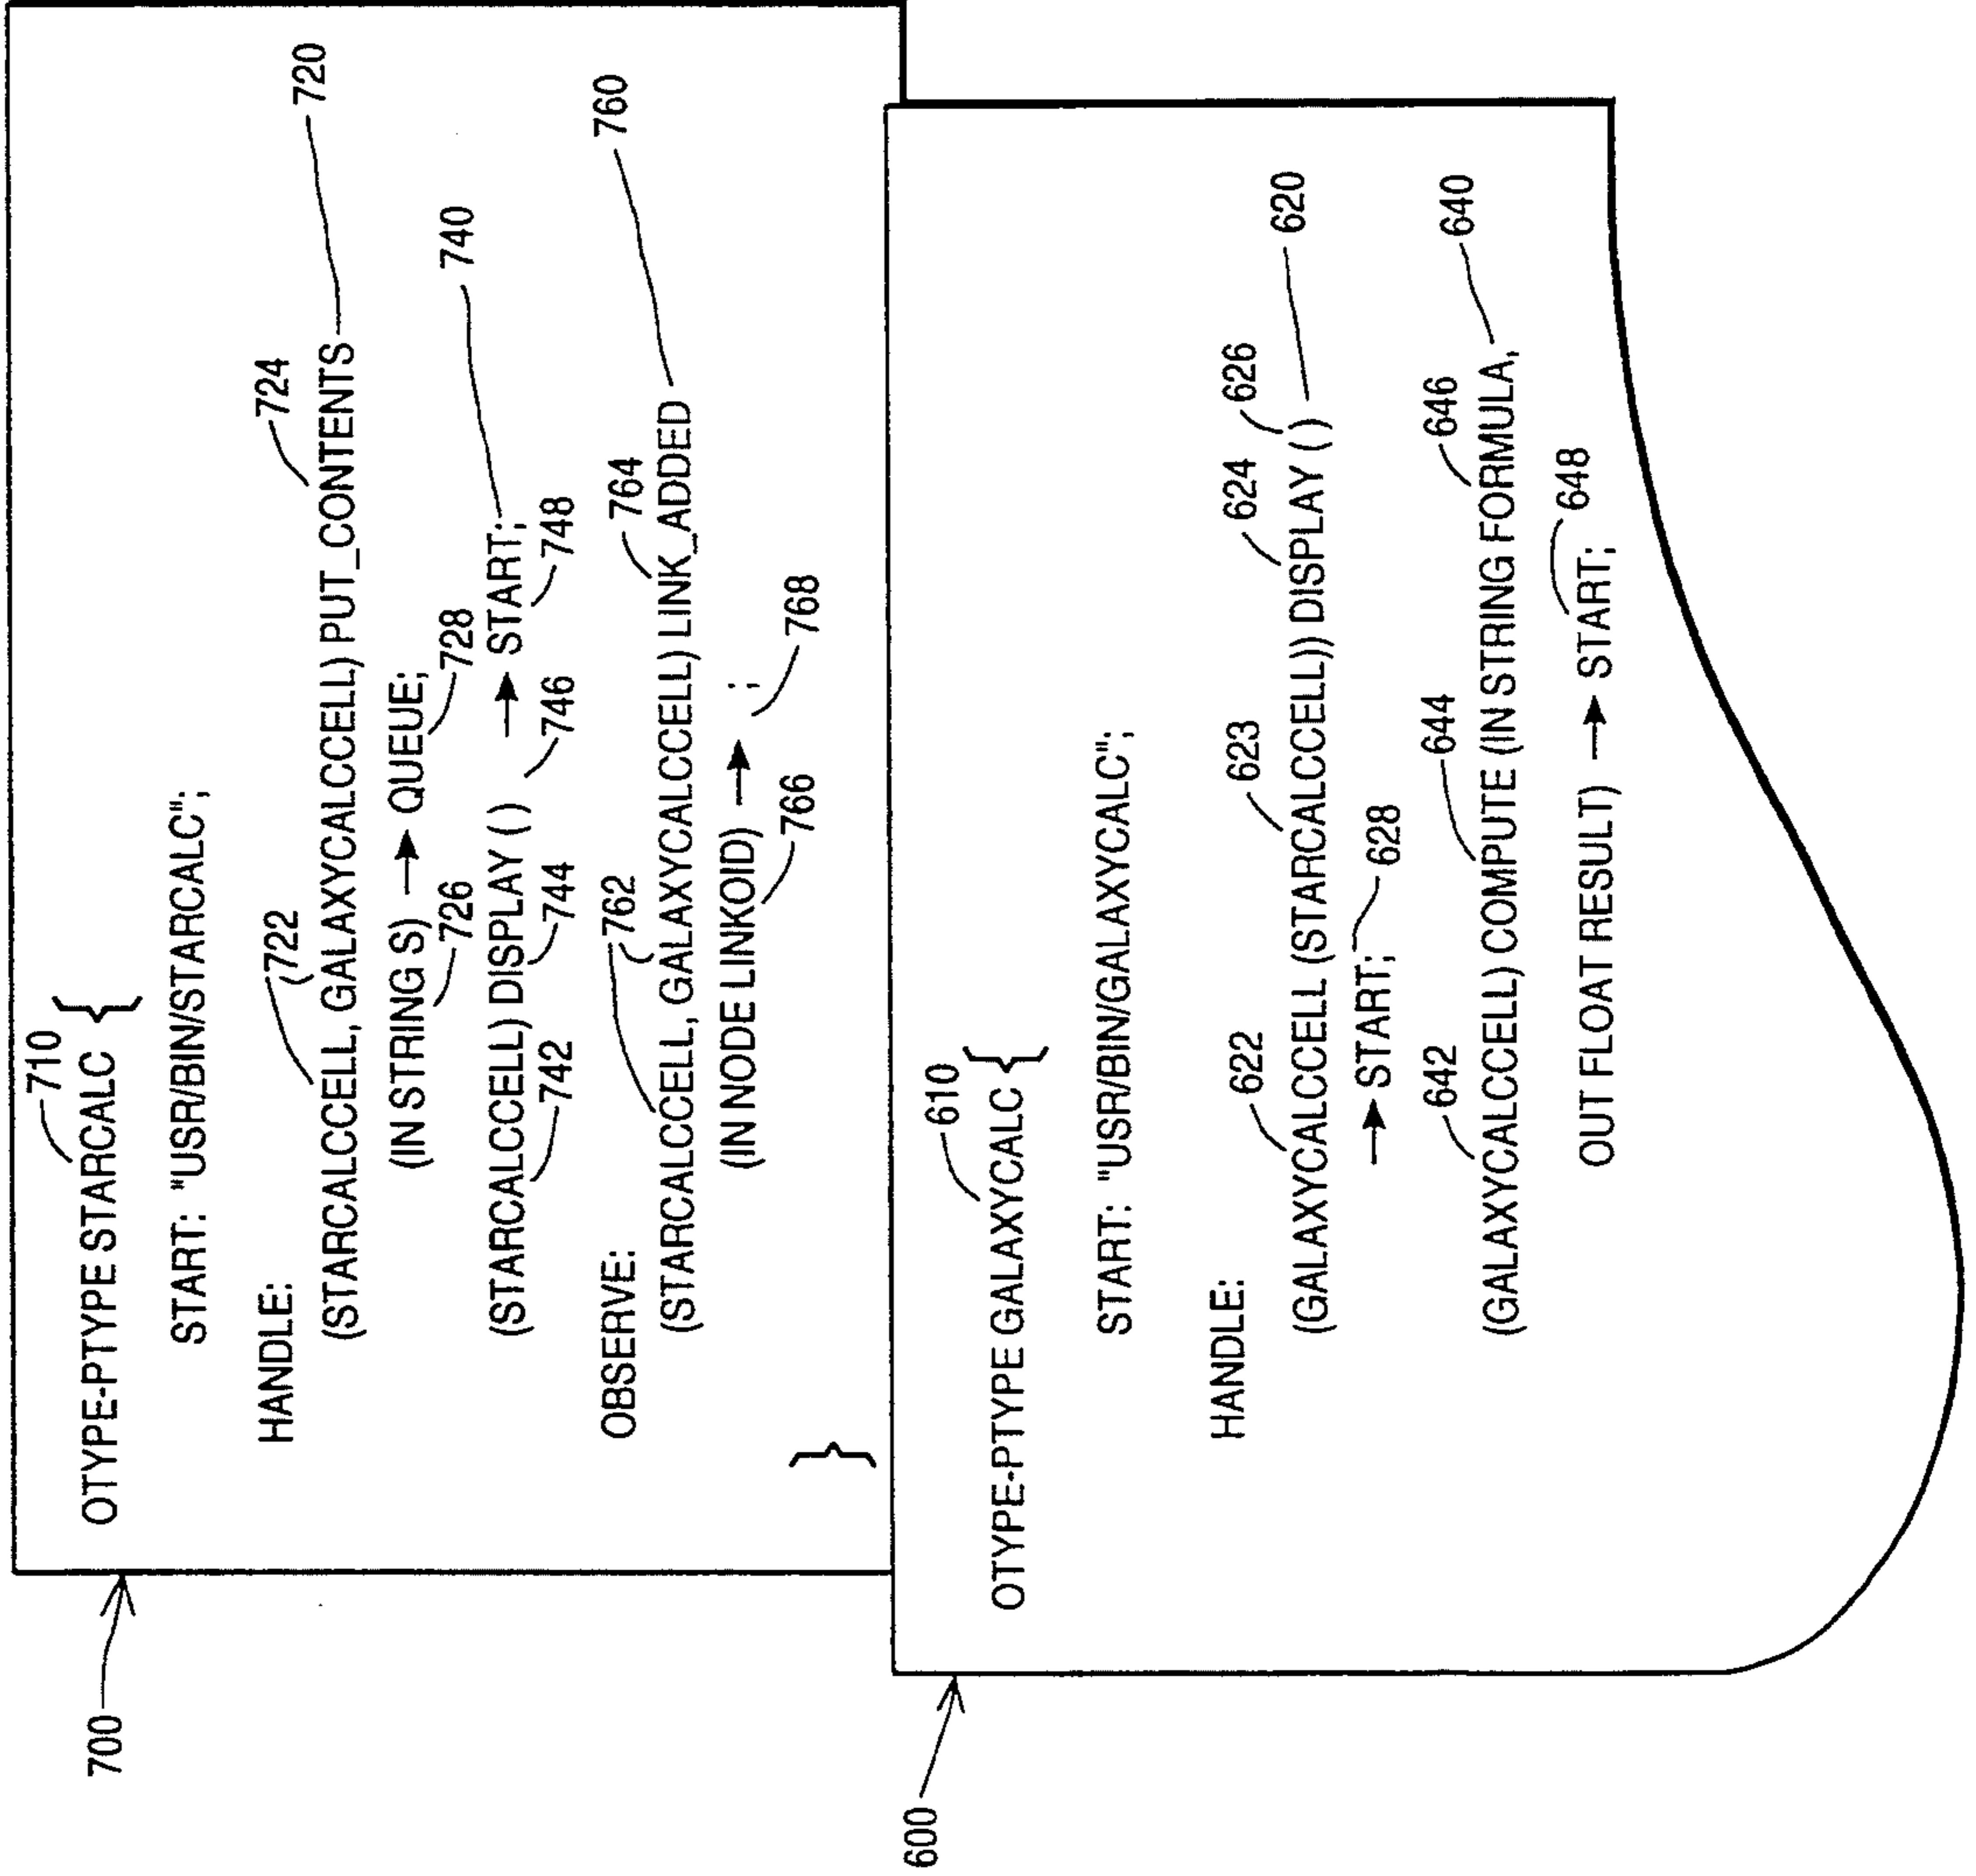 700
710
OTYPE-PTYPE STARCALC {
START: "USR/BIN/STARCALC";
HANDLE:
722
724
720
(STARCALCCELL, GALAXYCALCCELL) PUT_CONTENTS
(IN STRING S) → QUEUE;
726
728
740
(STARCALCCELL) DISPLAY () → START;
742
744
746
748
OBSERVE:
762
764
760
(STARCALCCELL, GALAXYCALCCELL) LINK_ADDED
(IN NODE LINKOID) → ;
766
768
}
600
610
OTYPE-PTYPE GALAXYCALC {
START: "USR/BIN/GALAXYCALC";
HANDLE:
622
623
624
626
620
(GALAXYCALCCELL (STARCALCCELL)) DISPLAY ()
→ START;
628
642
644
646
640
(GALAXYCALCCELL) COMPUTE (IN STRING FORMULA,
OUT FLOAT RESULT) → START;
648